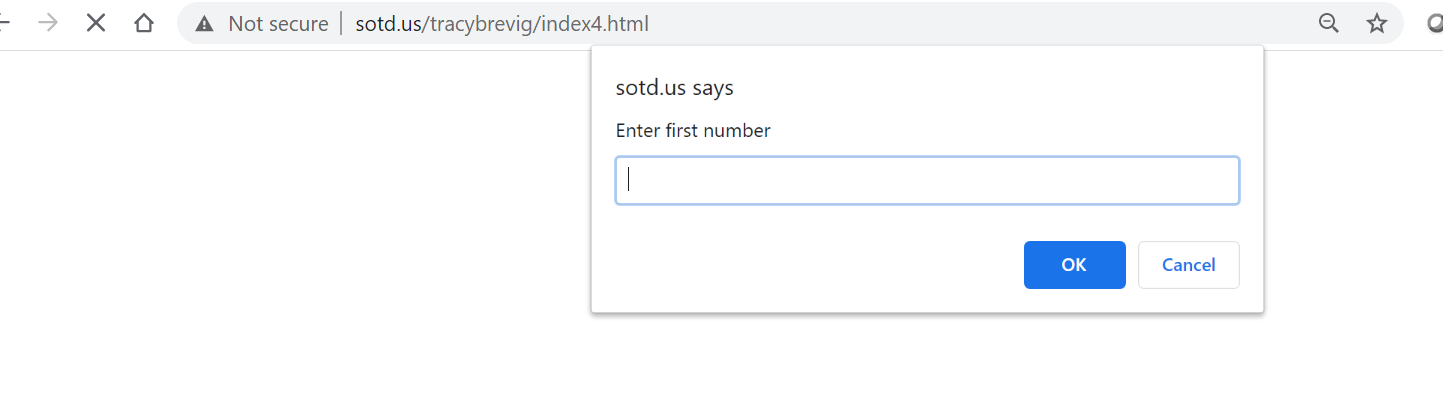 Not secure | sotd.us/tracybrevig/index4.html
sotd.us says
Enter first number
OK Cancel